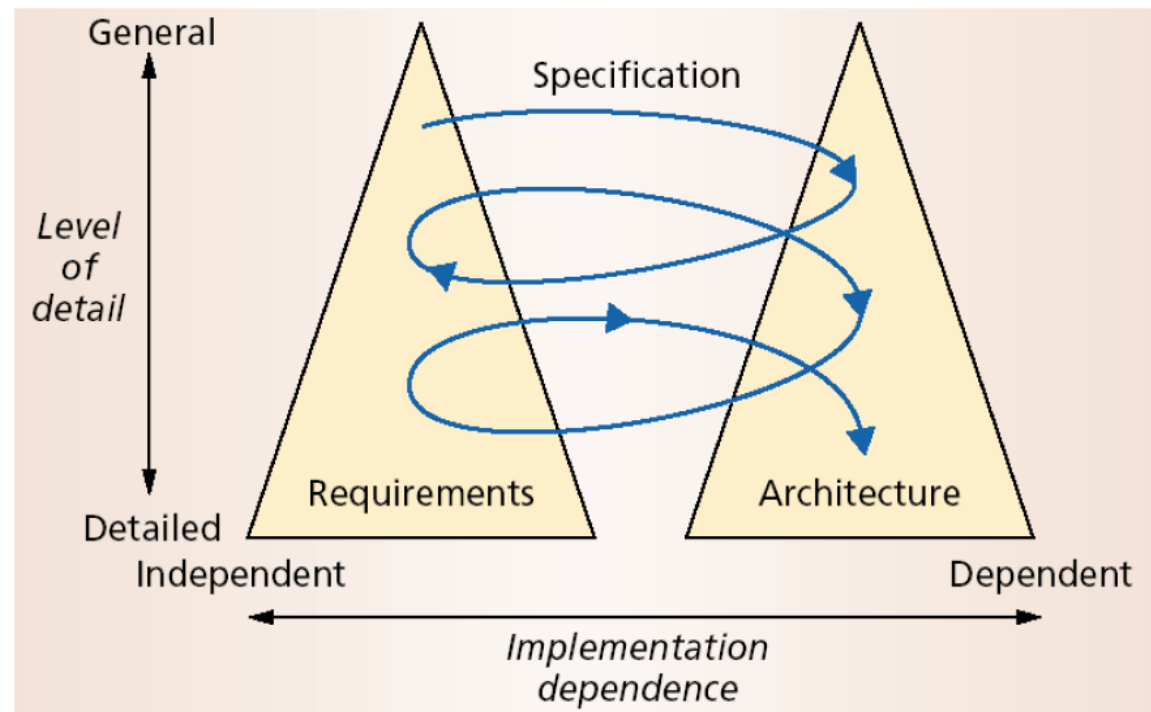 General
Specification
Level
of
detail
Requirements
Architecture
Detailed
Independent
Dependent
Implementation
dependence